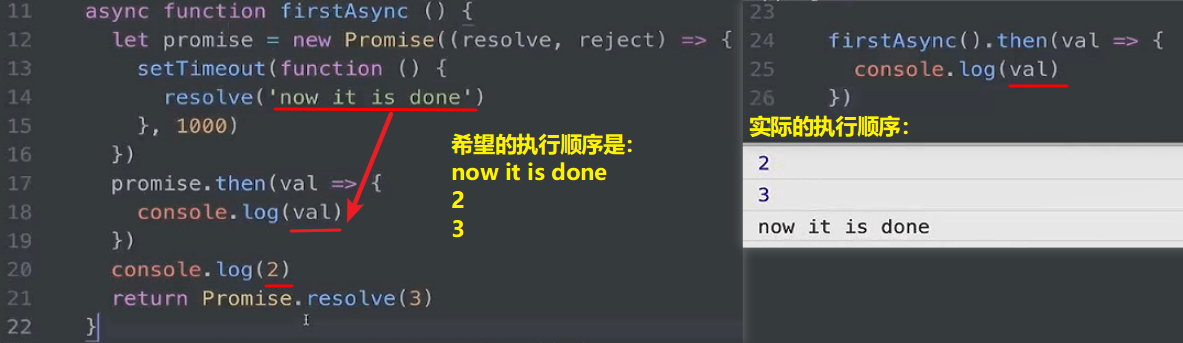 11 async function firstAsync () {
12 let promise = new Promise((resolve, reject) => {
13 setTimeout(function () {
14 resolve('now it is done')
15 }, 1000)
16 })
17 promise.then(val => {
18 console.log(val)
19 })
20 console.log(2)
21 return Promise.resolve(3)
22 }
希望的执行顺序是:
now it is done
2
3
23
24 firstAsync().then(val => {
25 console.log(val)
26 })
实际的执行顺序:
2
3
now it is done